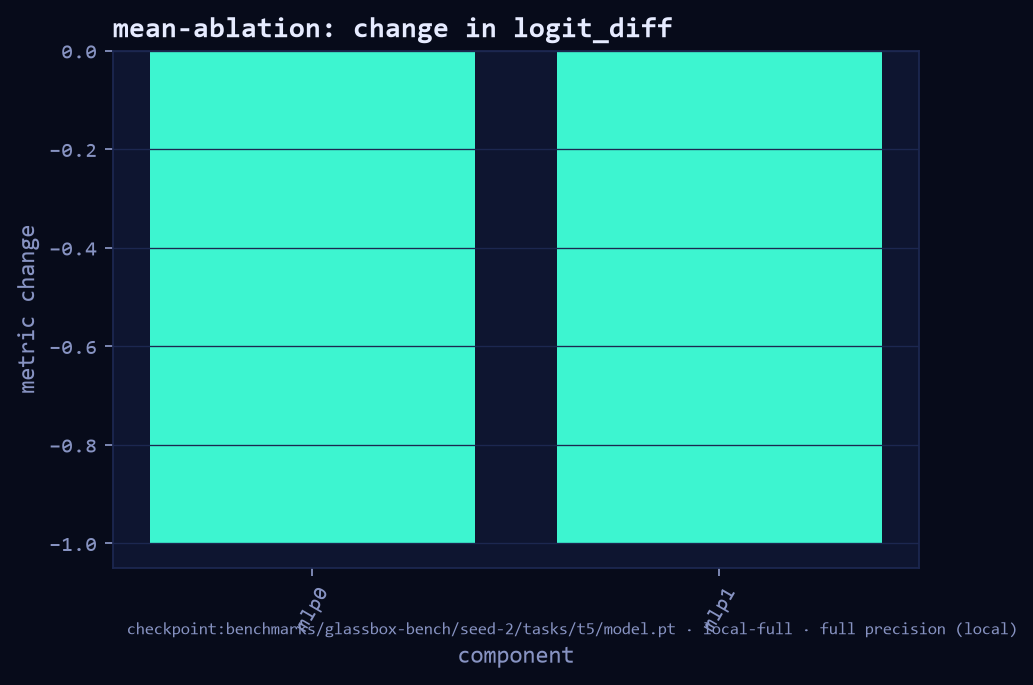 mean-ablation: change in logit_diff
0.0
−0.2
−0.4
−0.6
−0.8
−1.0
metric change
mlp0
mlp1
checkpoint:benchmarks/glassbox-bench/seed-2/tasks/t5/model.pt · local-full · full precision (local)
component